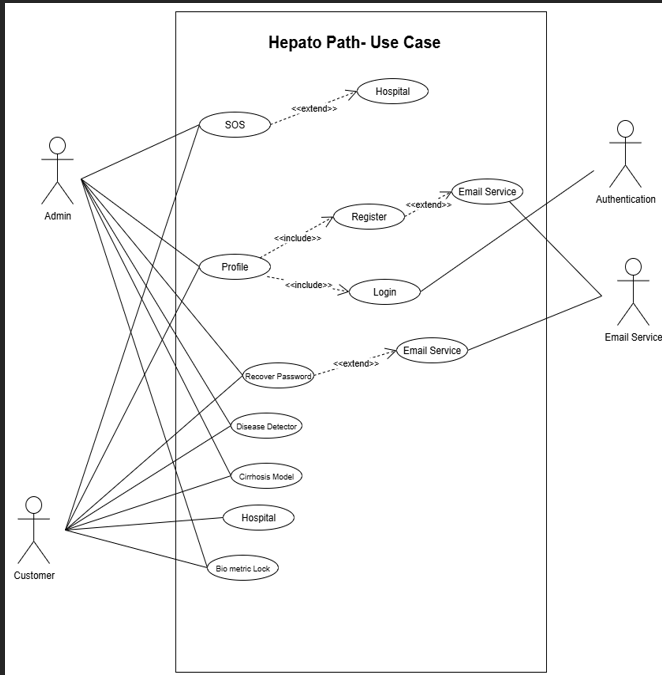 Hepato Path- Use Case
Hospital
<<extend>>
SOS
Admin
Authentication
Email Service
<<extend>>
Register
<<include>>
Profile
<<include>>
Login
Email Service
Email Service
<<extend>>
Recover Password
Disease Detector
Cirrhosis Model
Hospital
Bio metric Lock
Customer